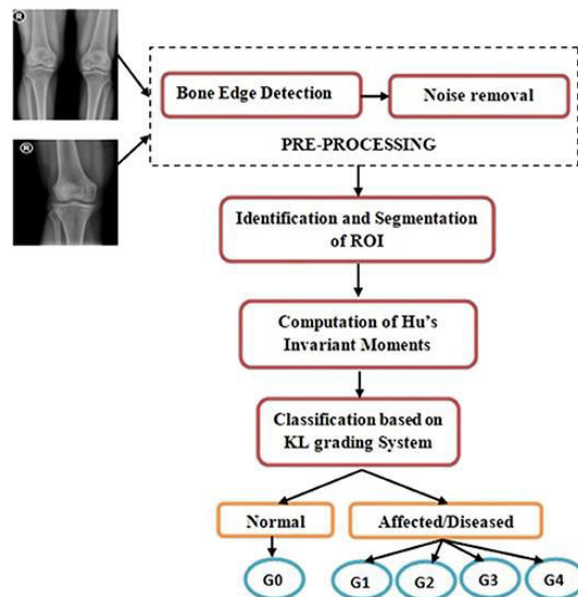 R
Bone Edge Detection
Noise removal
PRE-PROCESSING
R
Identification and Segmentation
of ROI
Computation of Hu's
Invariant Moments
Classification based on
KL grading System
Normal
Affected/Diseased
G0
G1
G2
G3
G4